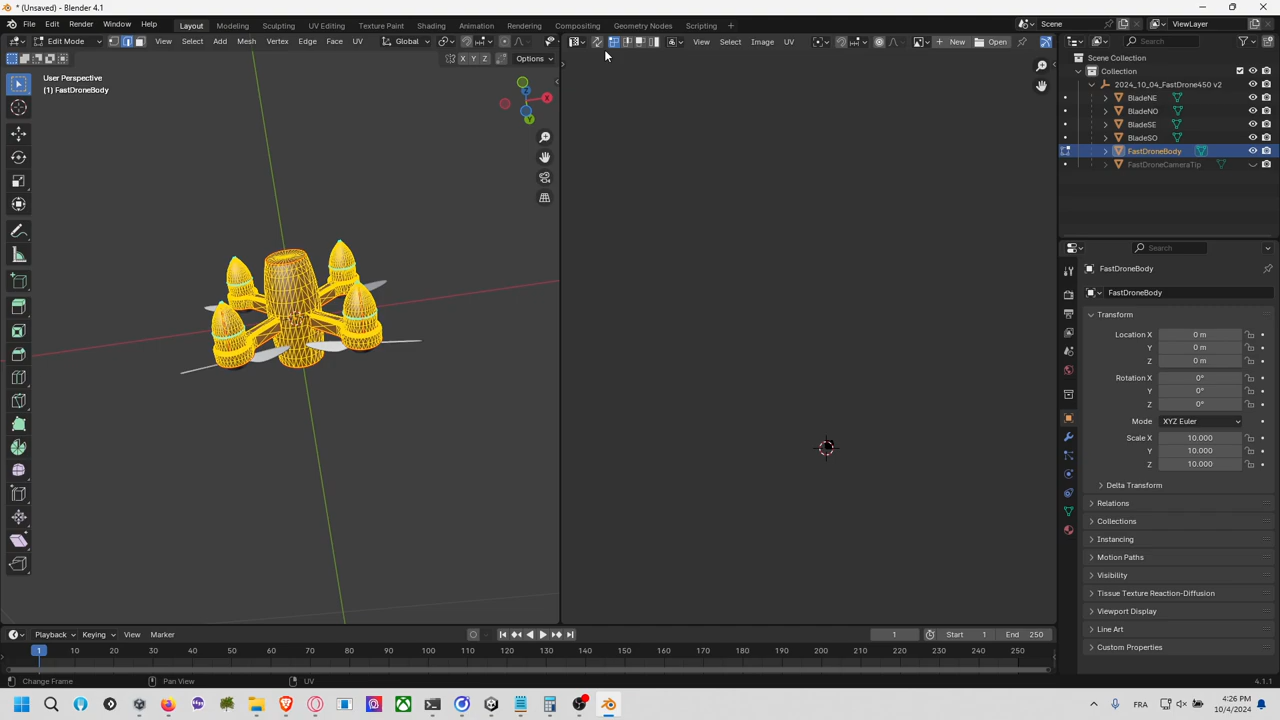 * (Unsaved) - Blender 4.1
File Edit Render Window Help Layout Modeling Sculpting UV Editing Texture Paint Shading Animation Rendering Compositing Geometry Nodes Scripting + Scene ViewLayer
Edit Mode View Select Add Mesh Vertex Edge Face UV Global View Select Image UV New Open Search
X Y Z Options
User Perspective
(1) FastDroneBody
Scene Collection
Collection
2024_10_04_FastDrone450 v2
BladeNE
BladeNO
BladeSE
BladeSO
FastDroneBody
FastDroneCameraTip
X
Z
Y
Search
FastDroneBody
FastDroneBody
Transform
Location X 0 m
Y 0 m
Z 0 m
Rotation X 0°
Y 0°
Z 0°
Mode XYZ Euler
Scale X 10.000
Y 10.000
Z 10.000
Delta Transform
Relations
Collections
Instancing
Motion Paths
Visibility
Tissue Texture Reaction-Diffusion
Viewport Display
Line Art
Custom Properties
Playback Keying View Marker 1 Start 1 End 250
1 10 20 30 40 50 60 70 80 90 100 110 120 130 140 150 160 170 180 190 200 210 220 230 240 250
Change Frame Pan View UV 4.1.1
FRA 4:26 PM
10/4/2024